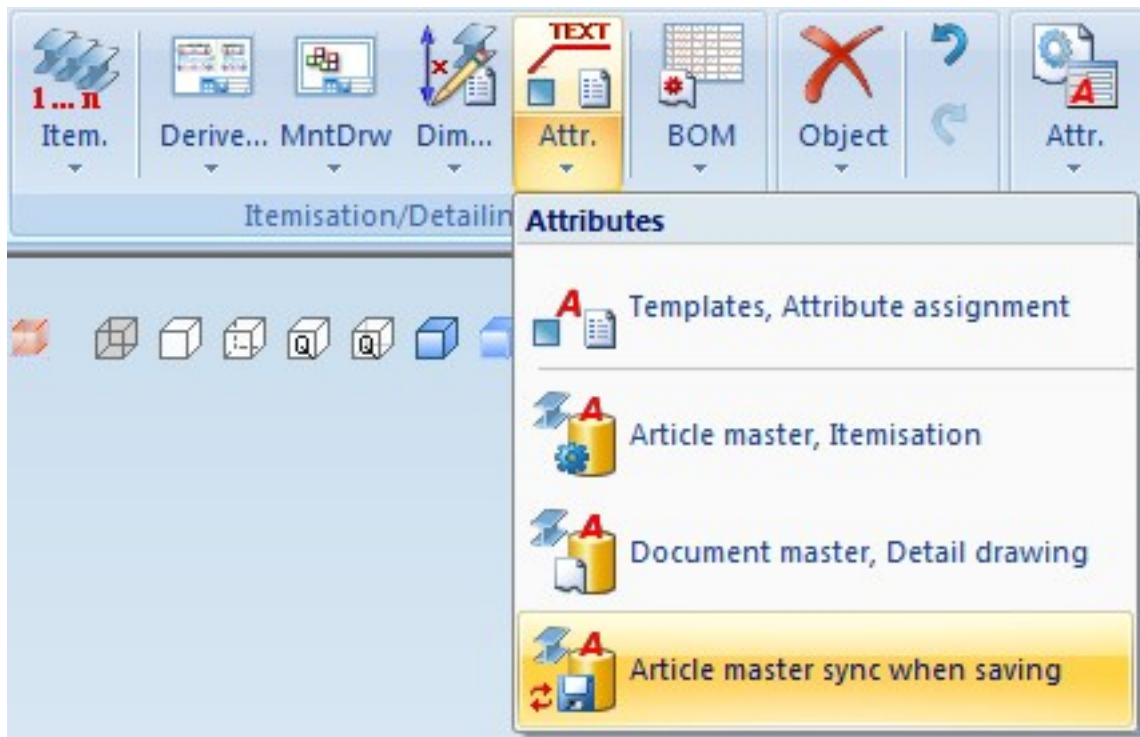 TEXT
1 ... n
Item.
Derive...
MntDrw
Dim...
Attr.
BOM
Object
A
Attr.
Itemisation/Detailin
Attributes
Q
Q
A
Templates, Attribute assignment
A
Article master, Itemisation
A
Document master, Detail drawing
A
Article master sync when saving